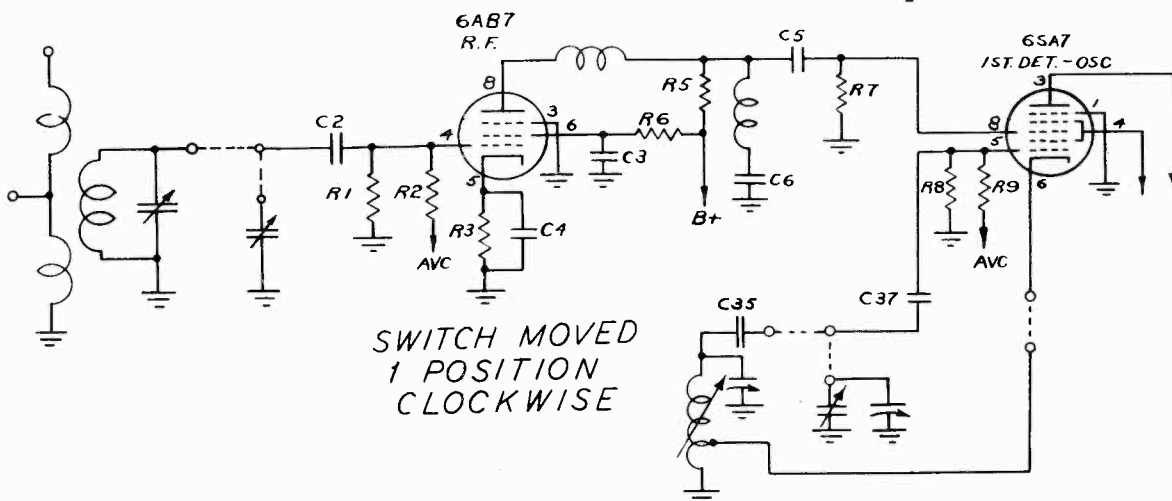 6AB7
R.F.
8
3
6
4
5
C2
R1
R2
AVC
R3
C4
C3
R6
R5
B+
C6
C5
R7
6SA7
1ST. DET.-OSC
3
1
4
8
5
6
R8
R9
AVC
C37
C35
SWITCH MOVED
1 POSITION
CLOCKWISE